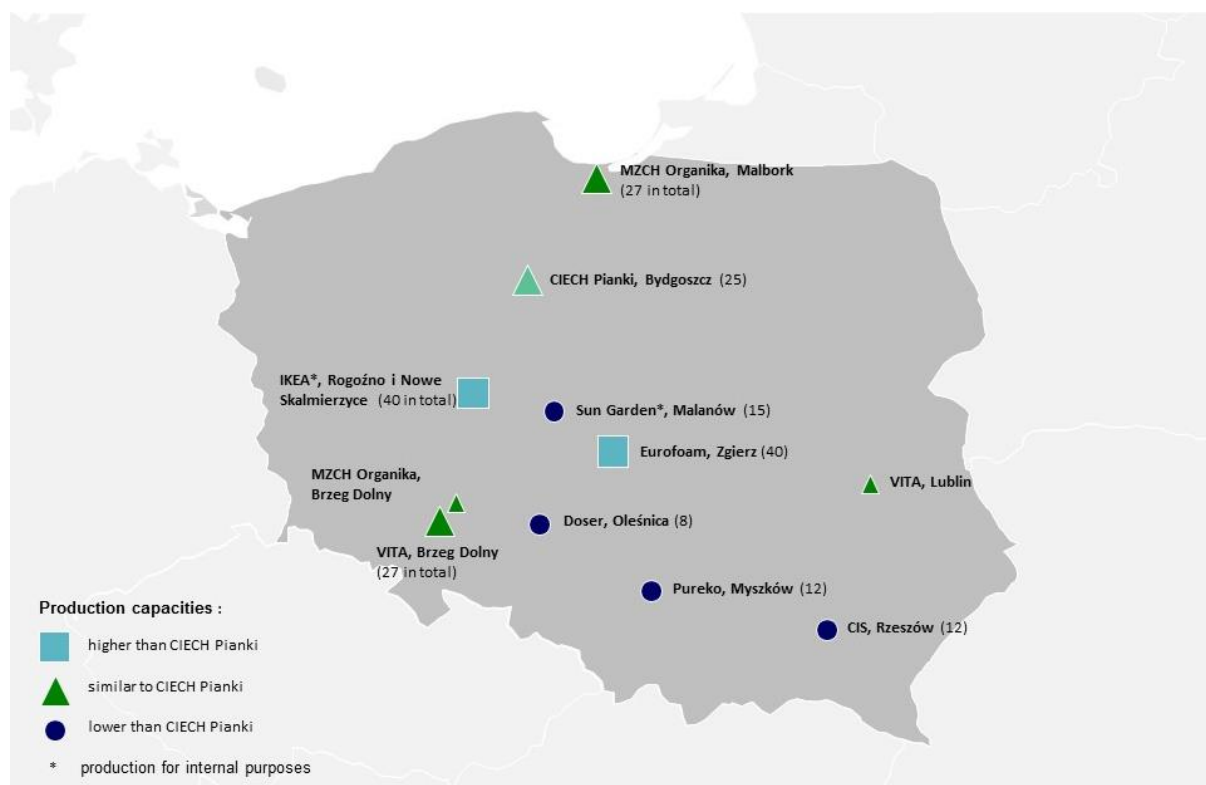 MZCH Organika, Malbork
(27 in total)
CIECH Pianki, Bydgoszcz (25)
IKEA*, Rogoźno i Nowe
Skalmierzyce (40 in total)
Sun Garden*, Malanów (15)
Eurofoam, Zgierz (40)
MZCH Organika,
Brzeg Dolny
VITA, Lublin
Doser, Oleśnica (8)
VITA, Brzeg Dolny
(27 in total)
Pureko, Myszków (12)
CIS, Rzeszów (12)
Production capacities :
higher than CIECH Pianki
similar to CIECH Pianki
lower than CIECH Pianki
* production for internal purposes